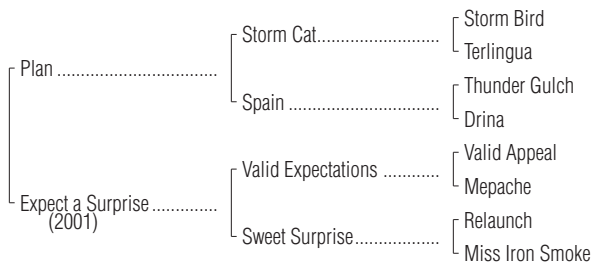 Storm Bird
Storm Cat..........................
Terlingua
Plan ..................................
Thunder Gulch
Spain ................................
Drina
Valid Appeal
Valid Expectations ............
Mepache
Expect a Surprise..............
(2001)
Relaunch
Sweet Surprise..................
Miss Iron Smoke